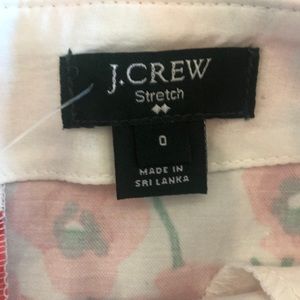 J.CREW
Stretch
0
MADE IN
SRI LANKA